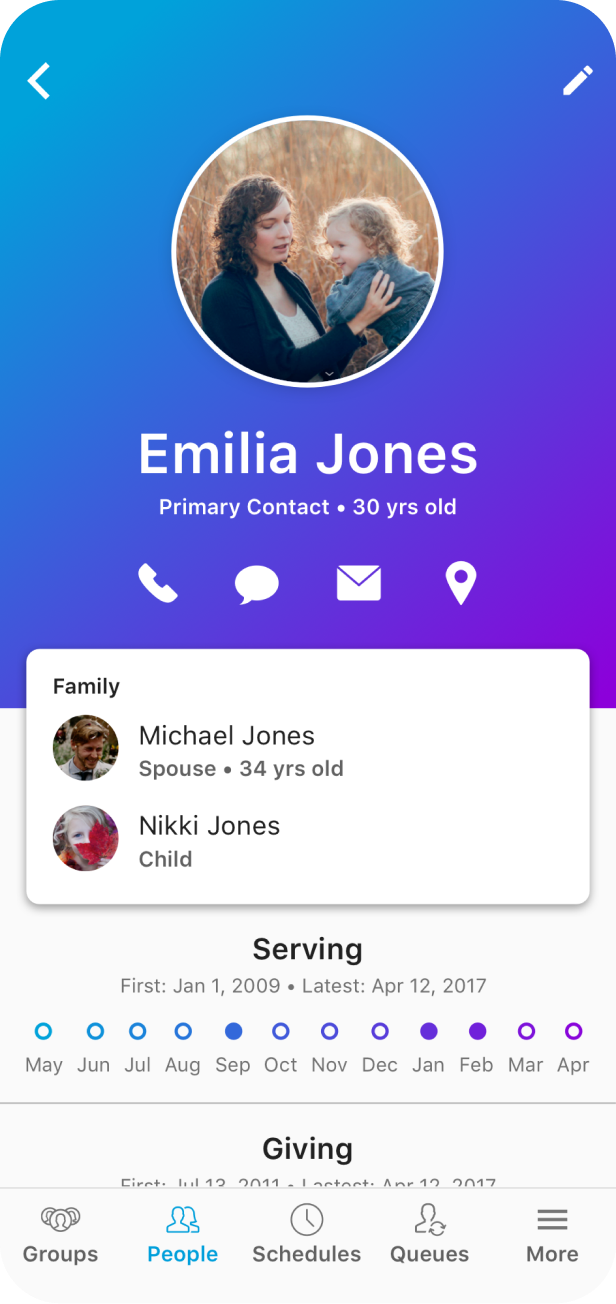 Emilia Jones
Primary Contact • 30 yrs old
Family
Michael Jones
Spouse • 34 yrs old
Nikki Jones
Child
Serving
First: Jan 1, 2009 • Latest: Apr 12, 2017
May Jun Jul Aug Sep Oct Nov Dec Jan Feb Mar Apr
Giving
First: Jul 13, 2011 • Lastest: Apr 12, 2017
Groups People Schedules Queues More